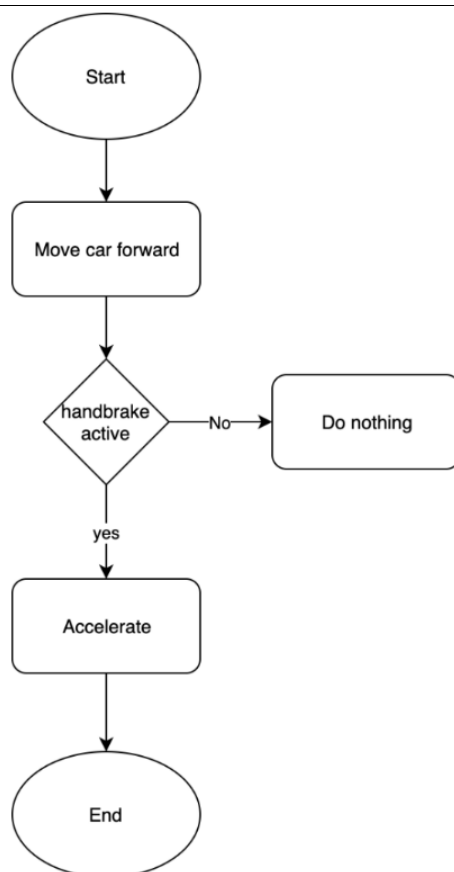 Start
Move car forward
handbrake
active
No
Do nothing
yes
Accelerate
End